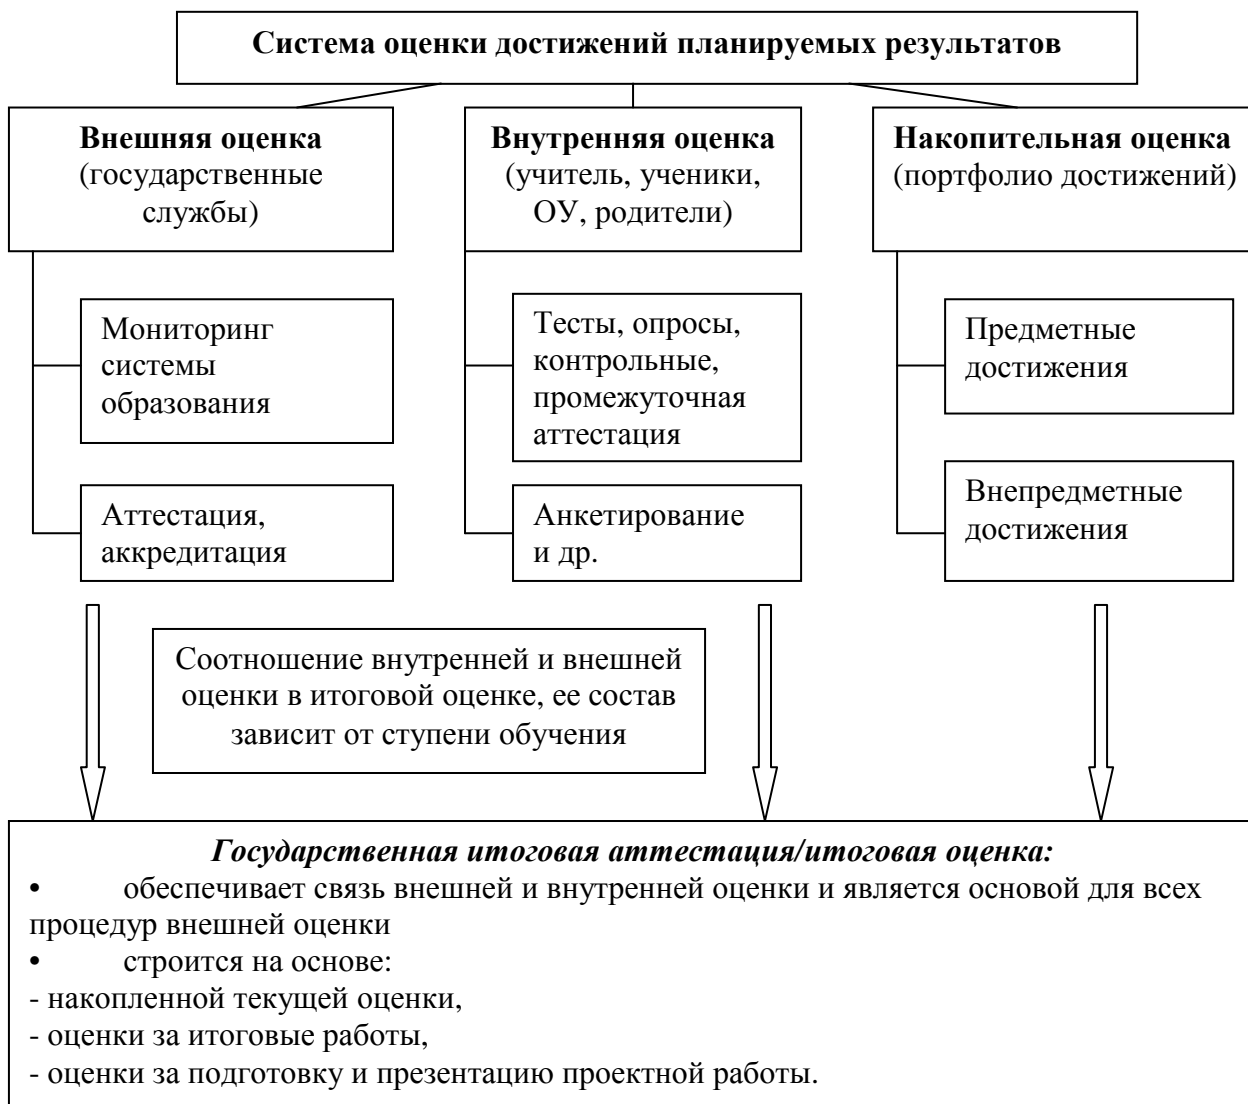 Система оценки достижений планируемых результатов
Внешняя оценка
(государственные
службы)
Внутренняя оценка
(учитель, ученики,
ОУ, родители)
Накопительная оценка
(портфолио достижений)
Мониторинг
системы
образования
Тесты, опросы,
контрольные,
промежуточная
аттестация
Предметные
достижения
Аттестация,
аккредитация
Анкетирование
и др.
Внепредметные
достижения
Соотношение внутренней и внешней
оценки в итоговой оценке, ее состав
зависит от ступени обучения
Государственная итоговая аттестация/итоговая оценка:
• обеспечивает связь внешней и внутренней оценки и является основой для всех
процедур внешней оценки
• строится на основе:
- накопленной текущей оценки,
- оценки за итоговые работы,
- оценки за подготовку и презентацию проектной работы.